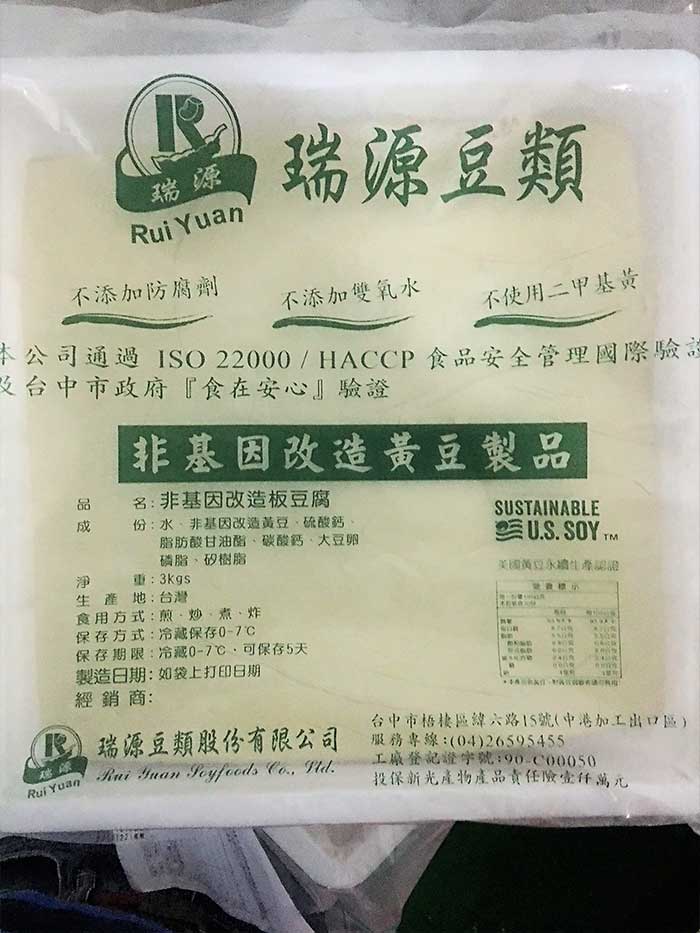 R
瑞源
Rui Yuan
瑞源豆類
不添加防腐劑
不添加雙氧水
不使用二甲基黃
本公司通過 ISO 22000 / HACCP 食品安全管理國際驗證
及台中市政府『食在安心』驗證
非基因改造黃豆製品
品 名:非基因改造板豆腐
成 份:水、非基因改造黃豆、硫酸鈣、
脂肪酸甘油酯、碳酸鈣、大豆卵
磷脂、矽樹脂
淨 重:3kgs
生 產 地:台灣
食用方式:煎、炒、煮、炸
保存方式:冷藏保存0-7℃
保存期限:冷藏0-7℃、可保存5天
製造日期:如袋上打印日期
經 銷 商:
SUSTAINABLE
U.S. SOY TM
美國黃豆永續生產認證
營養標示
R
瑞源
Rui Yuan
瑞源豆類股份有限公司
Rui Yuan Soyfoods Co., Ltd.
台中市梧棲區緯六路15號(中港加工出口區)
服務專線:(04)26595455
工廠登記證字號:90-C00050
投保新光產物產品責任險壹仟萬元